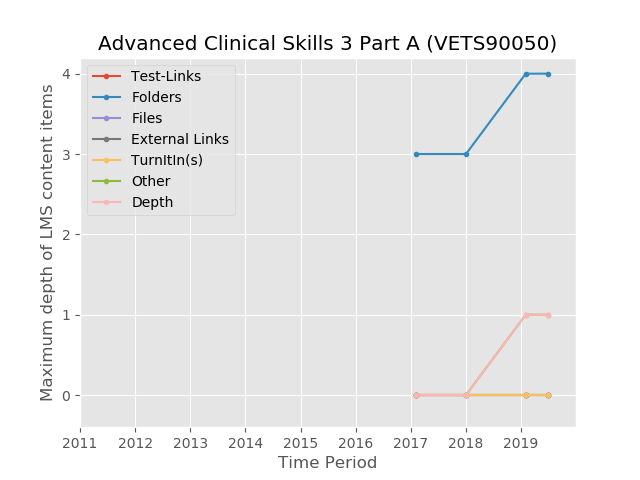 Advanced Clinical Skills 3 Part A (VETS90050)
Test-Links
Folders
Files
External Links
TurnItIn(s)
Other
Depth
Maximum depth of LMS content items
4
3
2
1
0
2011 2012 2013 2014 2015 2016 2017 2018 2019
Time Period